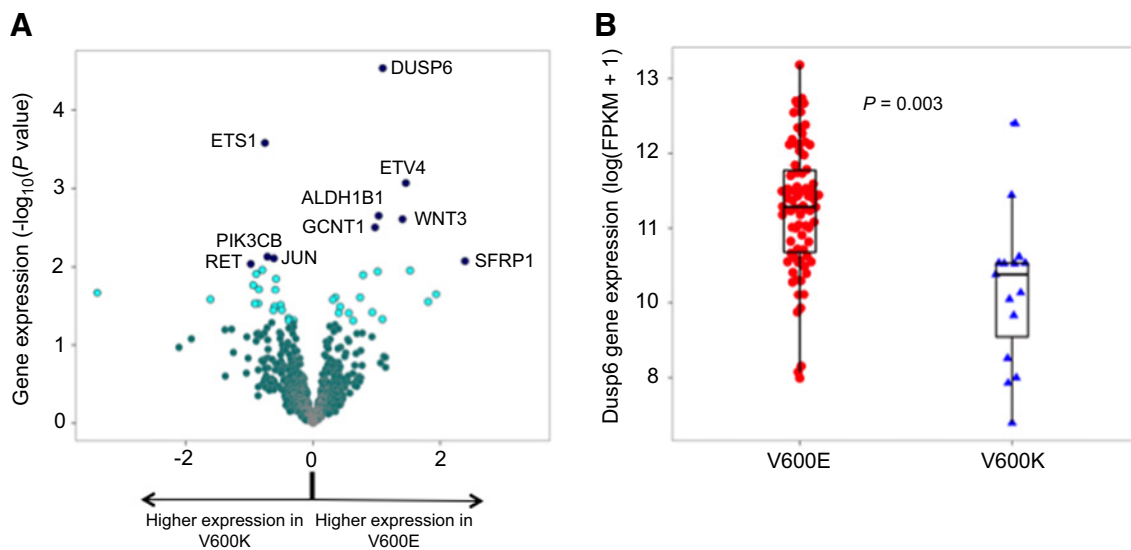 A
Gene expression (-log10(P value)
4
3
2
1
0
DUSP6
ETS1
ETV4
ALDH1B1
GCNT1
WNT3
PIK3CB
RET
JUN
SFRP1
-2
0
2
Higher expression in
V600K
Higher expression in
V600E
B
Dusp6 gene expression (log(FPKM + 1)
13
12
11
10
8
P = 0.003
V600E
V600K